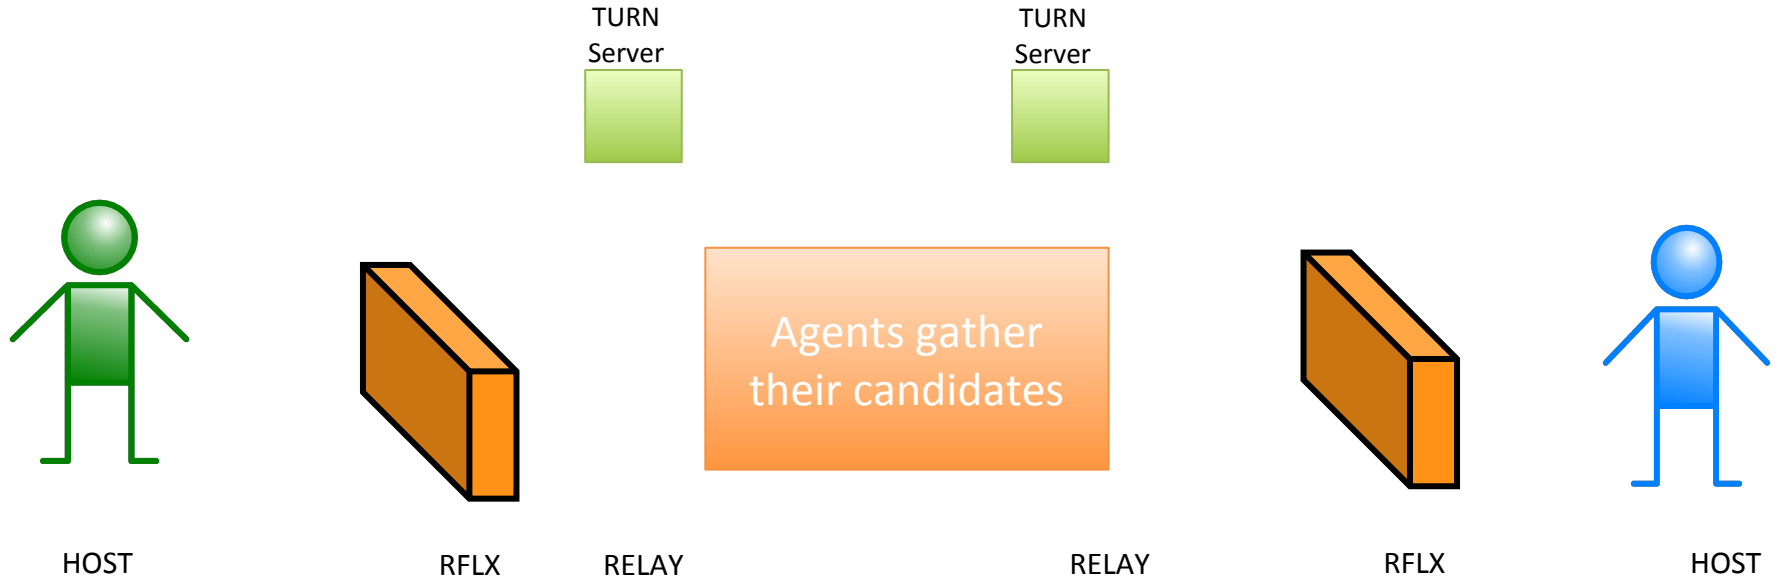 TURN
Server
TURN
Server
Agents gather
their candidates
HOST
RFLX
RELAY
RELAY
RFLX
HOST